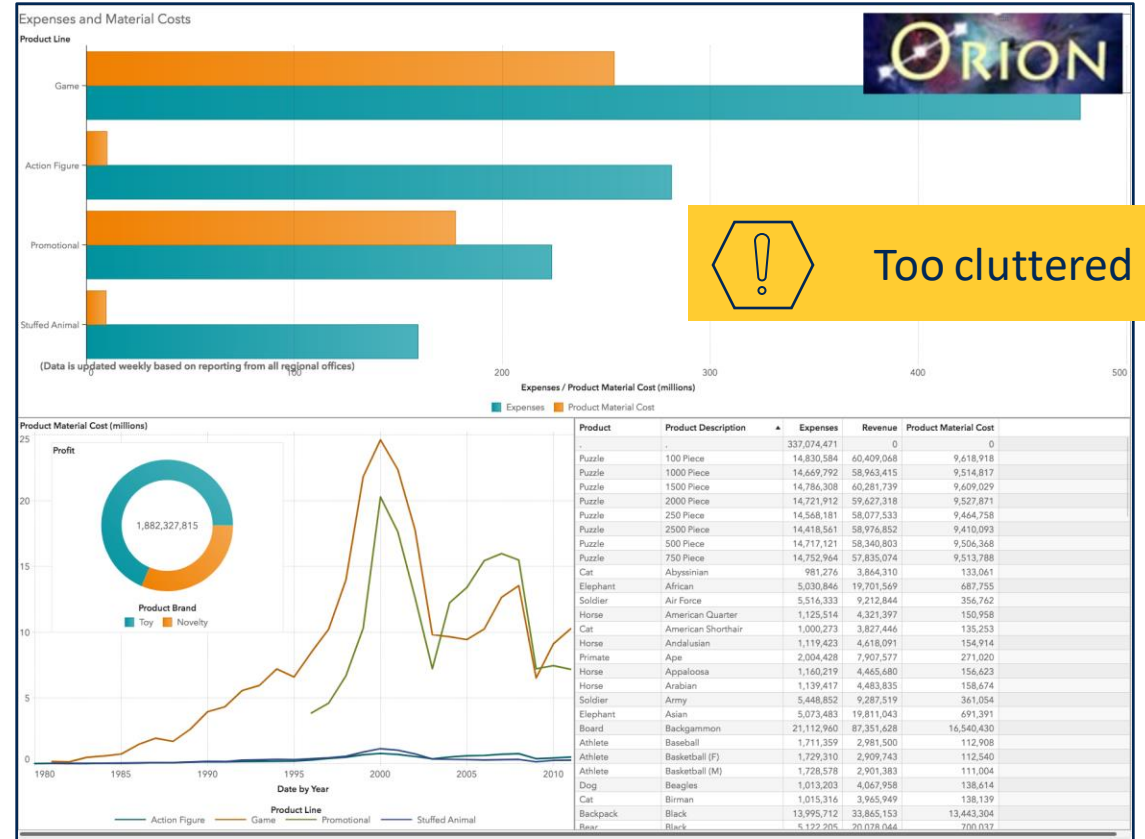 Expenses and Material Costs
Product Line
ORION
Game
Action Figure
Promotional
Too cluttered
Stuffed Animal
(Data is updated weekly based on reporting from all regional offices)
0 100 200 300 400 500
Expenses / Product Material Cost (millions)
Expenses Product Material Cost
Product Material Cost (millions)
25
20
15
10
5
0
Profit
1,882,327,815
Product Brand
Toy Novelty
1980 1985 1990 1995 2000 2005 2010
Date by Year
Product Line
Action Figure Game Promotional Stuffed Animal
Product Product Description Expenses Revenue Product Material Cost
. . 337,074,471 0 0
Puzzle 100 Piece 14,830,584 60,409,068 9,618,918
Puzzle 1000 Piece 14,669,792 58,963,415 9,514,817
Puzzle 1500 Piece 14,786,308 60,281,739 9,609,029
Puzzle 2000 Piece 14,721,912 59,627,318 9,527,871
Puzzle 250 Piece 14,568,181 58,077,533 9,464,758
Puzzle 2500 Piece 14,418,561 58,976,852 9,410,093
Puzzle 500 Piece 14,717,121 58,340,803 9,506,368
Puzzle 750 Piece 14,752,964 57,835,074 9,513,788
Cat Abyssinian 981,276 3,864,310 133,061
Elephant African 5,030,846 19,701,569 687,755
Soldier Air Force 5,516,333 9,212,844 356,762
Horse American Quarter 1,125,514 4,321,397 150,958
Cat American Shorthair 1,000,273 3,827,446 135,253
Horse Andalusian 1,119,423 4,618,091 154,914
Primate Ape 2,004,428 7,907,577 271,020
Horse Appaloosa 1,160,219 4,465,680 156,623
Horse Arabian 1,139,417 4,483,835 158,674
Soldier Army 5,448,852 9,287,519 361,054
Elephant Asian 5,073,483 19,811,043 691,391
Board Backgammon 21,112,960 87,351,628 16,540,430
Athlete Baseball 1,711,359 2,981,500 112,908
Athlete Basketball (F) 1,729,310 2,909,743 112,540
Athlete Basketball (M) 1,728,578 2,901,383 111,004
Dog Beagles 1,013,203 4,067,958 138,614
Cat Birman 1,015,316 3,965,949 138,139
Backpack Black 13,995,712 33,865,153 13,443,304
Bear Black 5,122,205 20,078,044 700,037